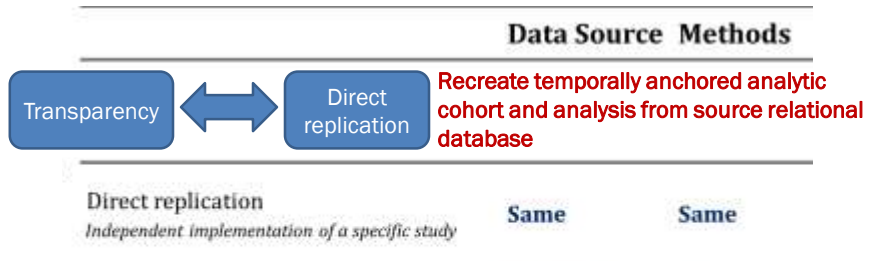 Data Source Methods
Transparency
Direct
replication
Recreate temporally anchored analytic
cohort and analysis from source relational
database
Direct replication
Same
Same
Independent implementation of a specific study